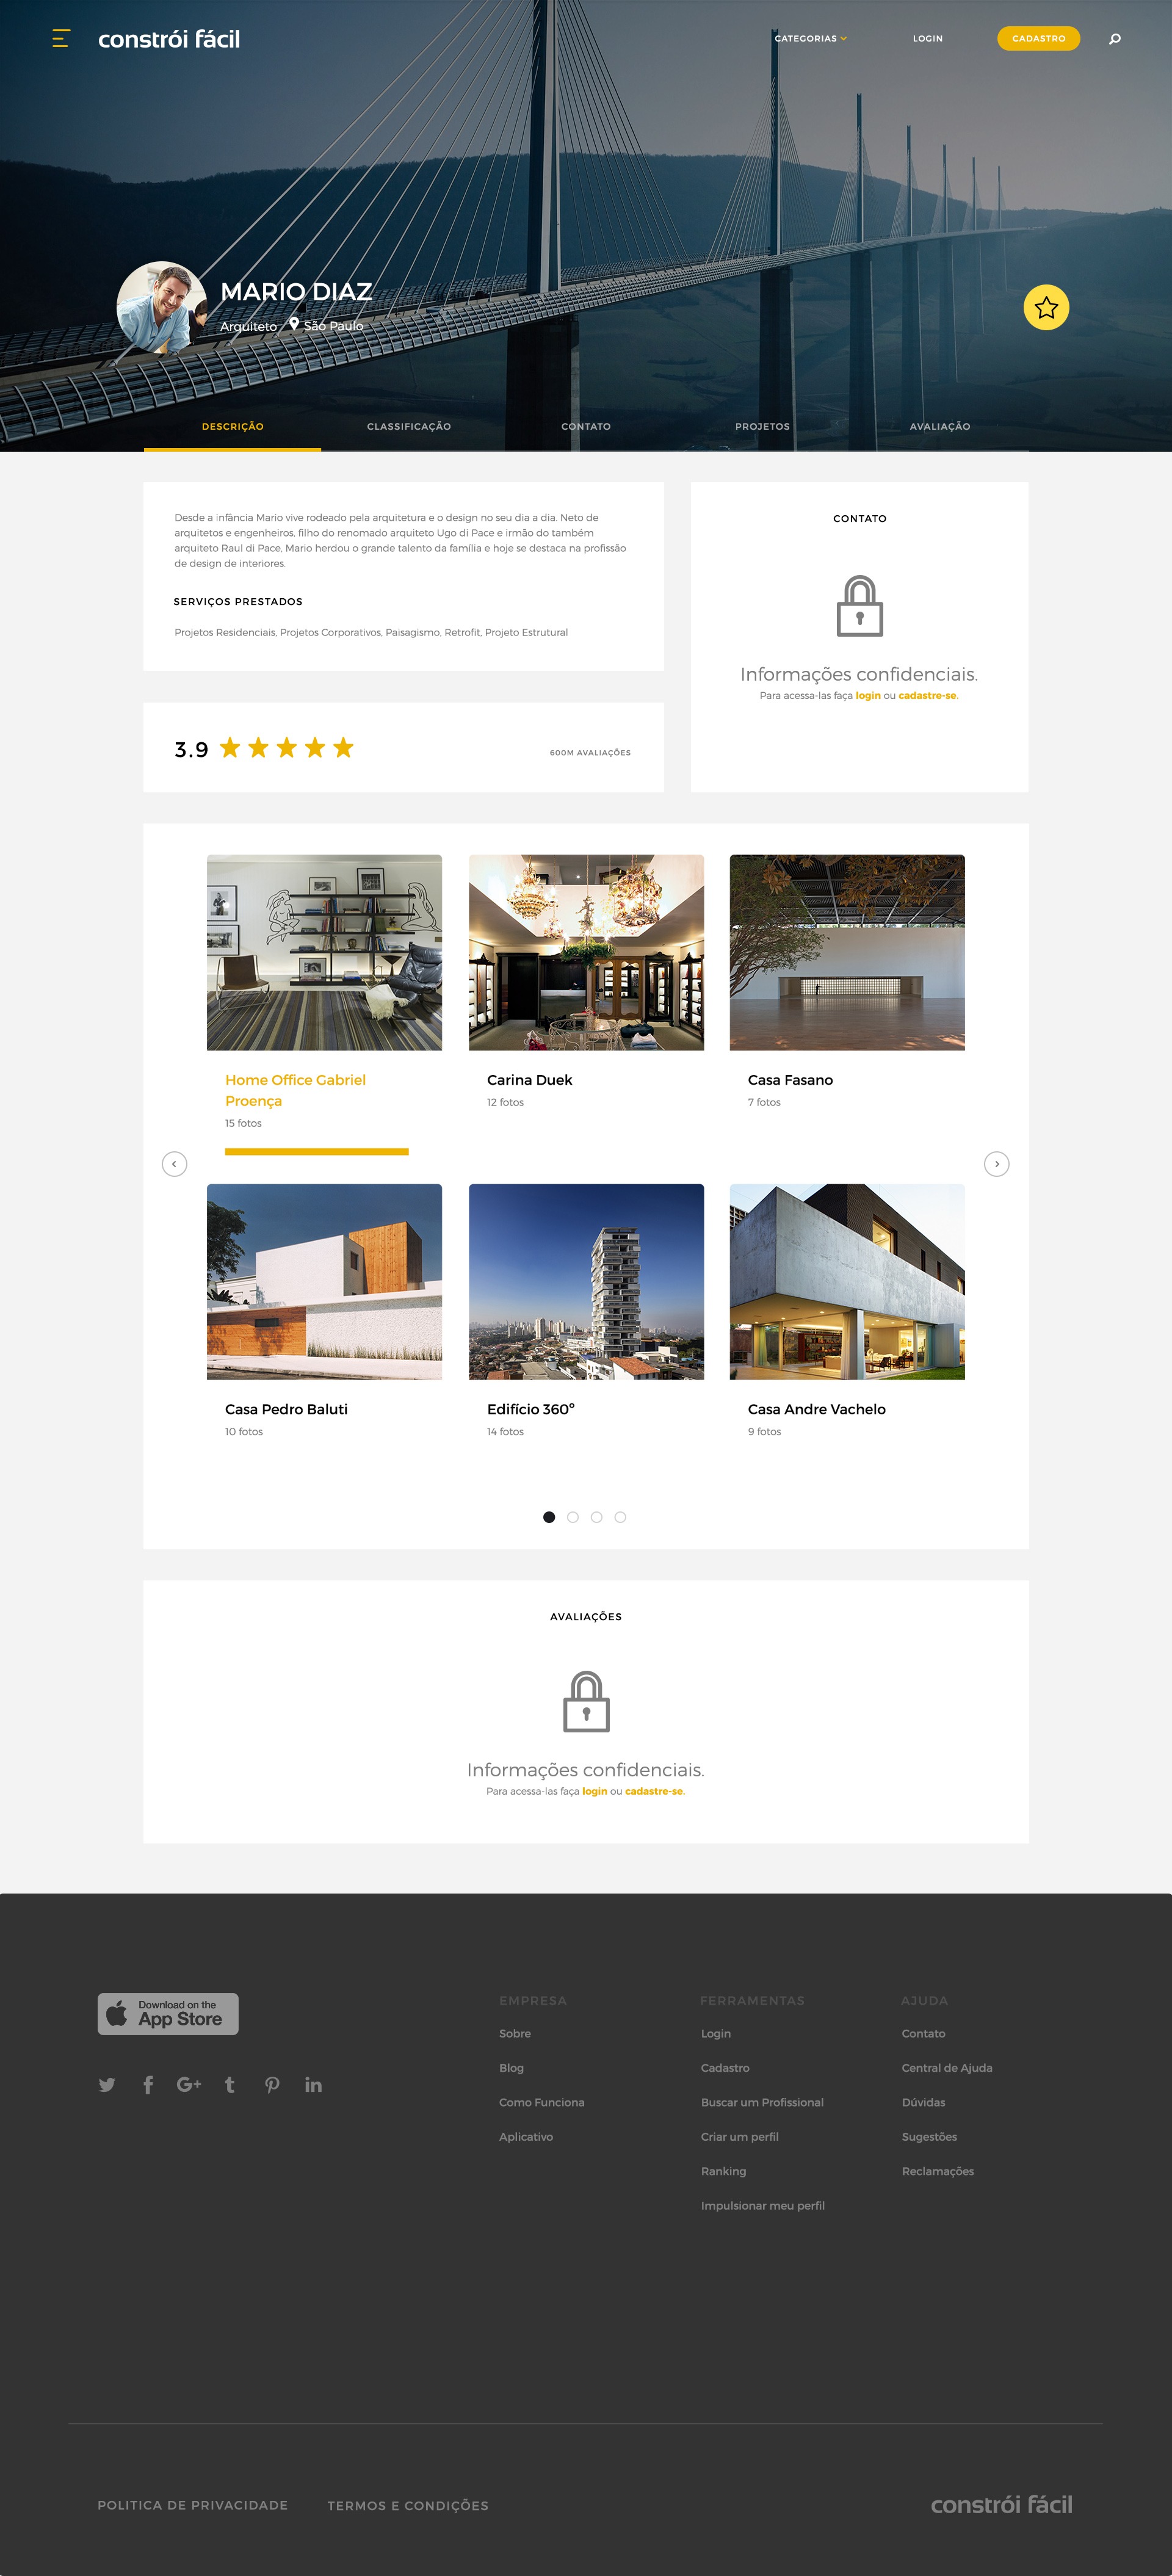 constrói fácil
CATEGORIAS
LOGIN
CADASTRO
MARIO DIAZ
Arquiteto São Paulo
DESCRIÇÃO
CLASSIFICAÇÃO
CONTATO
PROJETOS
AVALIAÇÃO
Desde a infância Mario vive rodeado pela arquitetura e o design no seu dia a dia. Neto de
arquitetos e engenheiros, filho do renomado arquiteto Ugo di Pace e irmão do também
arquiteto Raul di Pace, Mario herdou o grande talento da família e hoje se destaca na profissão
de design de interiores.
SERVIÇOS PRESTADOS
Projetos Residenciais, Projetos Corporativos, Paisagismo, Retrofit, Projeto Estrutural
CONTATO
Informações confidenciais.
Para acessa-las faça login ou cadastre-se.
3.9
600M AVALIAÇÕES
Home Office Gabriel
Proença
15 fotos
Carina Duek
12 fotos
Casa Fasano
7 fotos
Casa Pedro Baluti
10 fotos
Edifício 360º
14 fotos
Casa Andre Vachelo
9 fotos
AVALIAÇÕES
Informações confidenciais.
Para acessa-las faça login ou cadastre-se.
Download on the
App Store
EMPRESA
Sobre
Blog
Como Funciona
Aplicativo
FERRAMENTAS
Login
Cadastro
Buscar um Profissional
Criar um perfil
Ranking
Impulsionar meu perfil
AJUDA
Contato
Central de Ajuda
Dúvidas
Sugestões
Reclamações
POLITICA DE PRIVACIDADE
TERMOS E CONDIÇÕES
constrói fácil